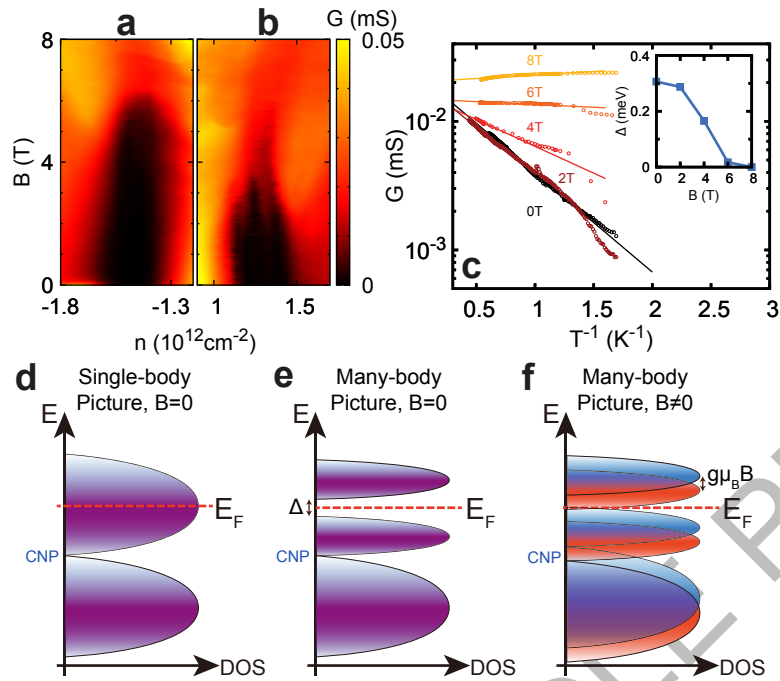 G (mS)
a
b
0.05
0
8
4
0
B (T)
-1.8
-1.3
1
1.5
n (10¹²cm⁻²)
c
8T
6T
4T
2T
0T
10⁻²
10⁻³
G (mS)
0.5
1
1.5
2
2.5
3
T⁻¹ (K⁻¹)
0.4
0.2
0
Δ (meV)
0 2 4 6 8
B (T)
d
Single-body
Picture, B=0
E
E_F
CNP
DOS
e
Many-body
Picture, B=0
E
Δ
E_F
CNP
DOS
f
Many-body
Picture, B≠0
E
gμ_BB
E_F
CNP
DOS